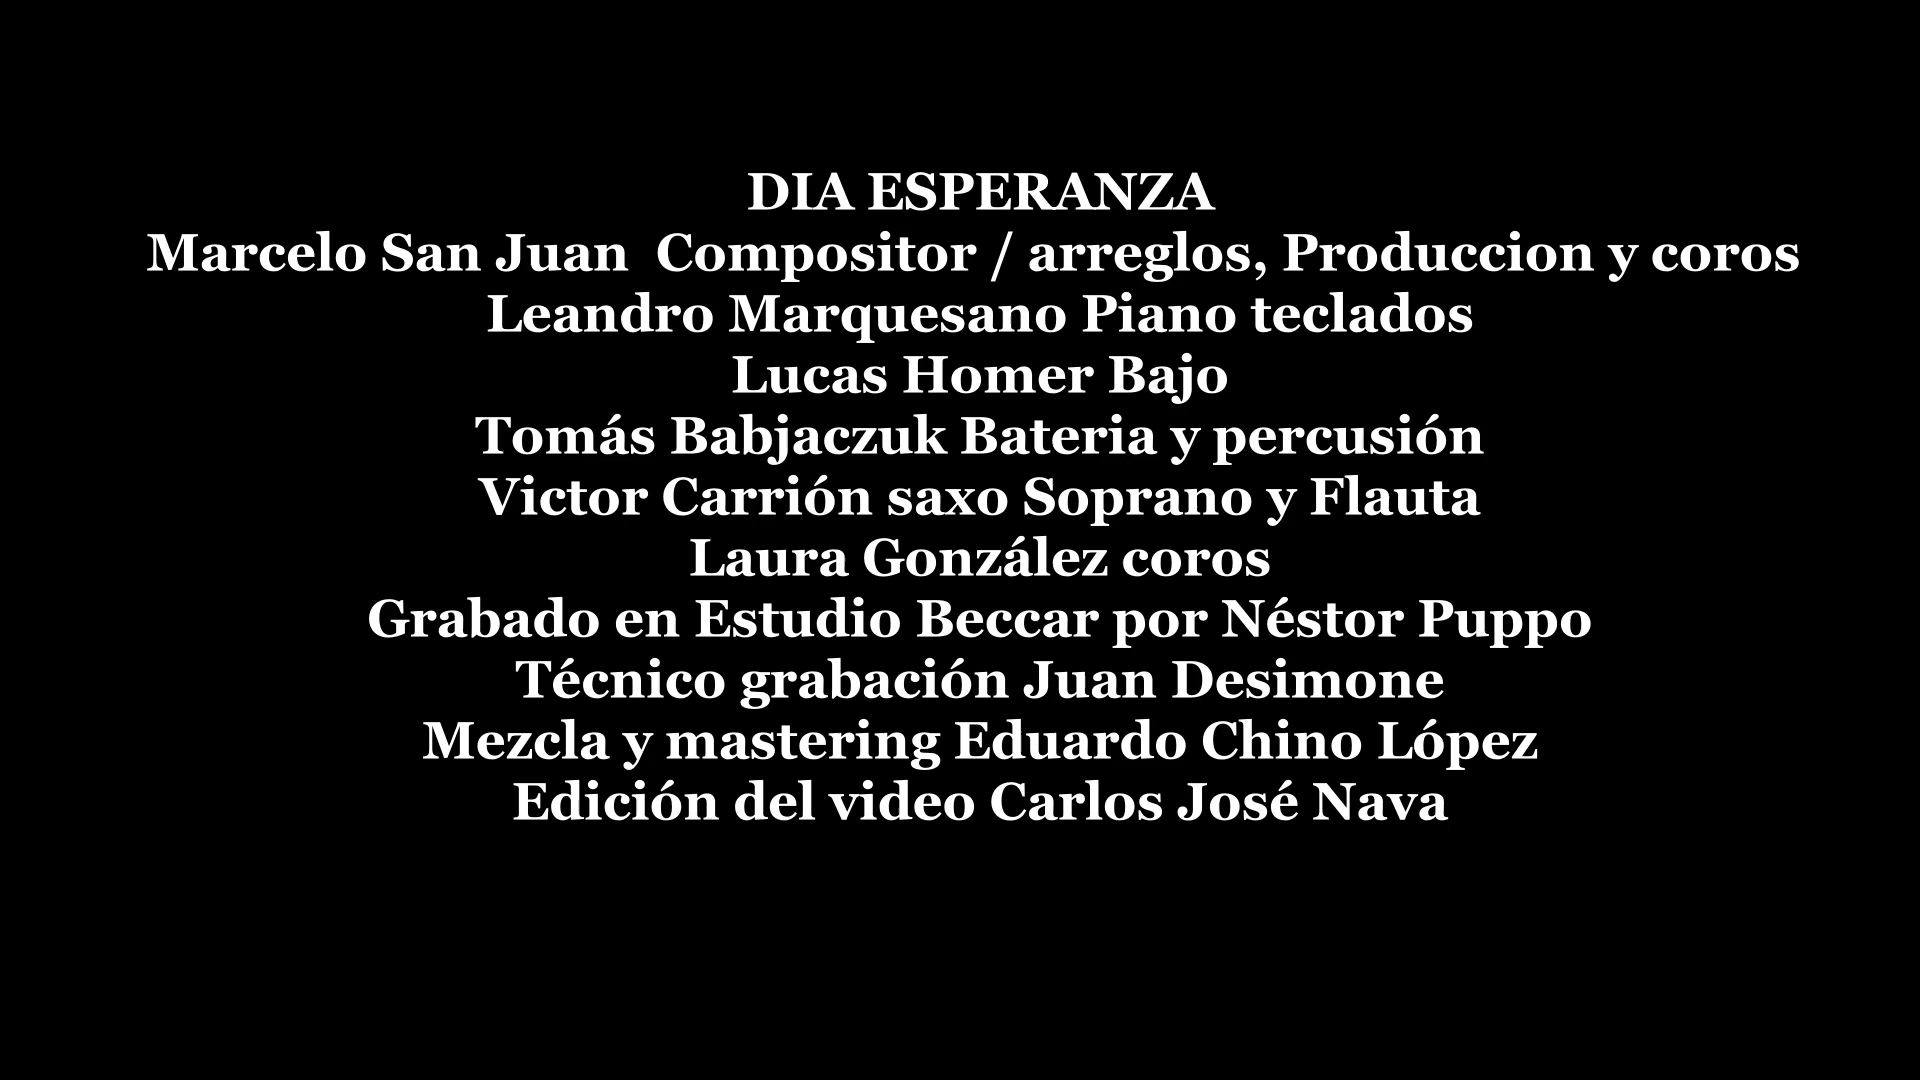 DIA ESPERANZA
Marcelo San Juan  Compositor / arreglos, Produccion y coros
Leandro Marquesano Piano teclados
Lucas Homer Bajo
Tomás Babjaczuk Bateria y percusión
Victor Carrión saxo Soprano y Flauta
Laura González coros
Grabado en Estudio Beccar por Néstor Puppo
Técnico grabación Juan Desimone
Mezcla y mastering Eduardo Chino López
Edición del video Carlos José Nava